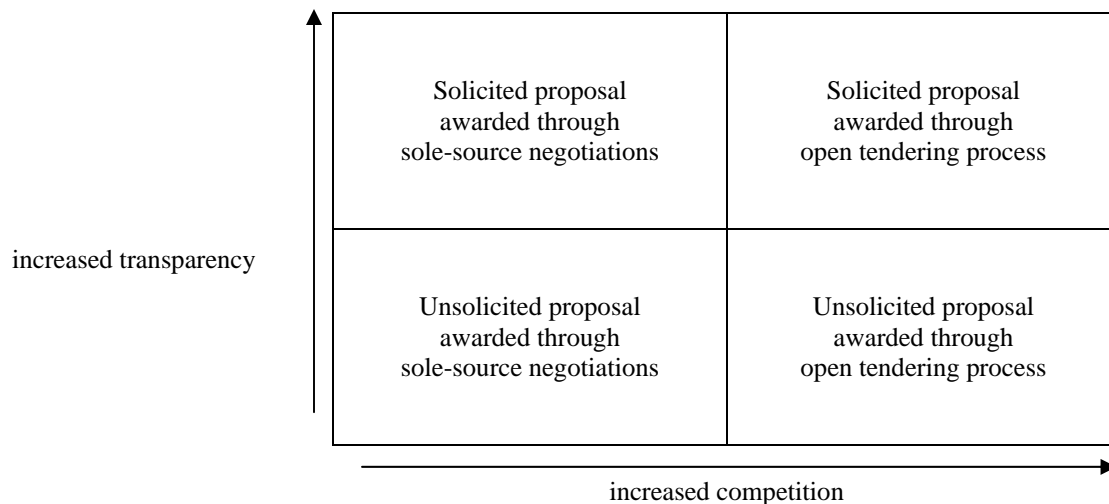 Solicited proposal
awarded through
sole-source negotiations
Solicited proposal
awarded through
open tendering process
increased transparency
Unsolicited proposal
awarded through
sole-source negotiations
Unsolicited proposal
awarded through
open tendering process
increased competition